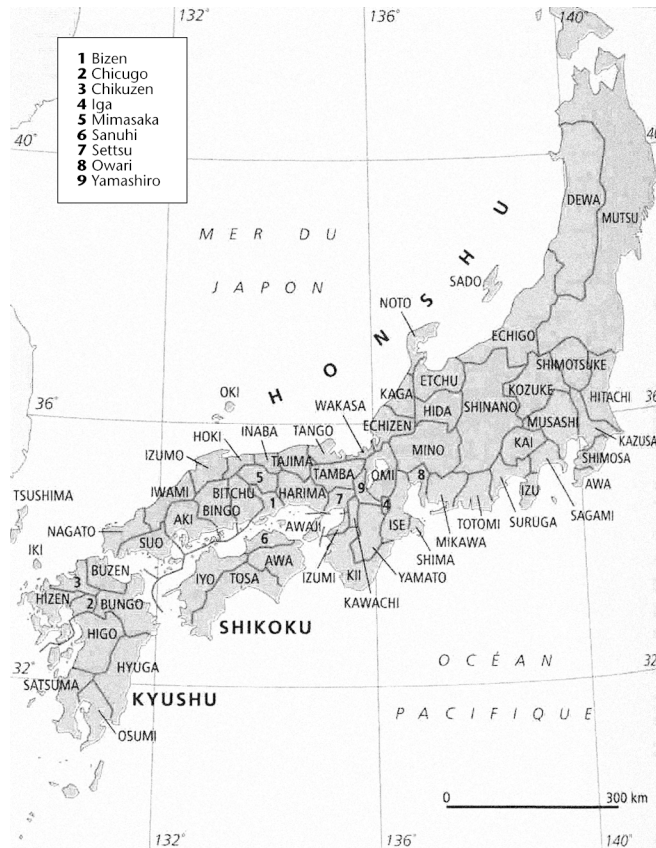 132°
136°
140°
1 Bizen
2 Chicugo
3 Chikuzen
4 Iga
5 Mimasaka
6 Sanuhi
7 Settsu
8 Owari
9 Yamashiro
40°
40
DEWA
MUTSU
MER DU
JAPON
HONSHU
SADO
NOTO
ECHIGO
SHIMOTSUKE
ETCHU
KAGA
KOZUKE
HITACHI
36°
36
OKI
HIDA
SHINANO
WAKASA
ECHIZEN
MUSASHI
KAZUSA
INABA
TANGO
HOKI
MINO
KAI
SHIMOSA
IZUMO
TAJIMA
TAMBA
OMI
8
AWA
IWAMI
BITCHU
5
HARIMA
9
IZU
TSUSHIMA
BINGO
1
7
4
SAGAMI
AKI
AWAJI
ISE
TOTOMI
SURUGA
NAGATO
SUO
6
MIKAWA
SHIMA
IKI
BUZEN
AWA
IZUMI
YAMATO
3
IYO
TOSA
KII
KAWACHI
HIZEN
2
BUNGO
SHIKOKU
HIGO
OCÉAN
32°
32
HYUGA
SATSUMA
KYUSHU
PACIFIQUE
OSUMI
0
300 km
132°
136°
140°